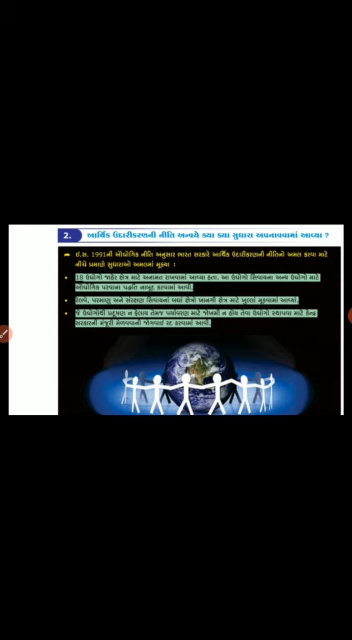 2. આર્થિક ઉદારીકરણની નીતિ અન્વયે ક્યા ક્યા સુધારા અપનાવવામાં આવ્યા ?
ઈ.સ. 1991ની ઔદ્યોગિક નીતિ અનુસાર ભારત સરકારે આર્થિક ઉદારીકરણની નીતિનો અમલ કરવા માટે
નીચે પ્રમાણે સુધારાઓ અમલમાં મૂક્યા :
18 ઉદ્યોગો જાહેર ક્ષેત્ર માટે અનામત રાખવામાં આવ્યા હતા. આ ઉદ્યોગો સિવાયના અન્ય ઉદ્યોગો માટે
ઔદ્યોગિક પરવાના પદ્ધતિ નાબૂદ કરવામાં આવી.
રેલવે, પરમાણુ અને સંરક્ષણ સિવાયનાં બધાં ક્ષેત્રો ખાનગી ક્ષેત્ર માટે ખુલ્લાં મૂકવામાં આવ્યાં.
જે ઉદ્યોગોથી પ્રદૂષણ ન ફેલાય તેમજ પર્યાવરણ માટે જોખમી ન હોય તેવા ઉદ્યોગો સ્થાપવા માટે કેન્દ્ર
સરકારની મંજૂરી મેળવવાની જોગવાઈ રદ કરવામાં આવી.